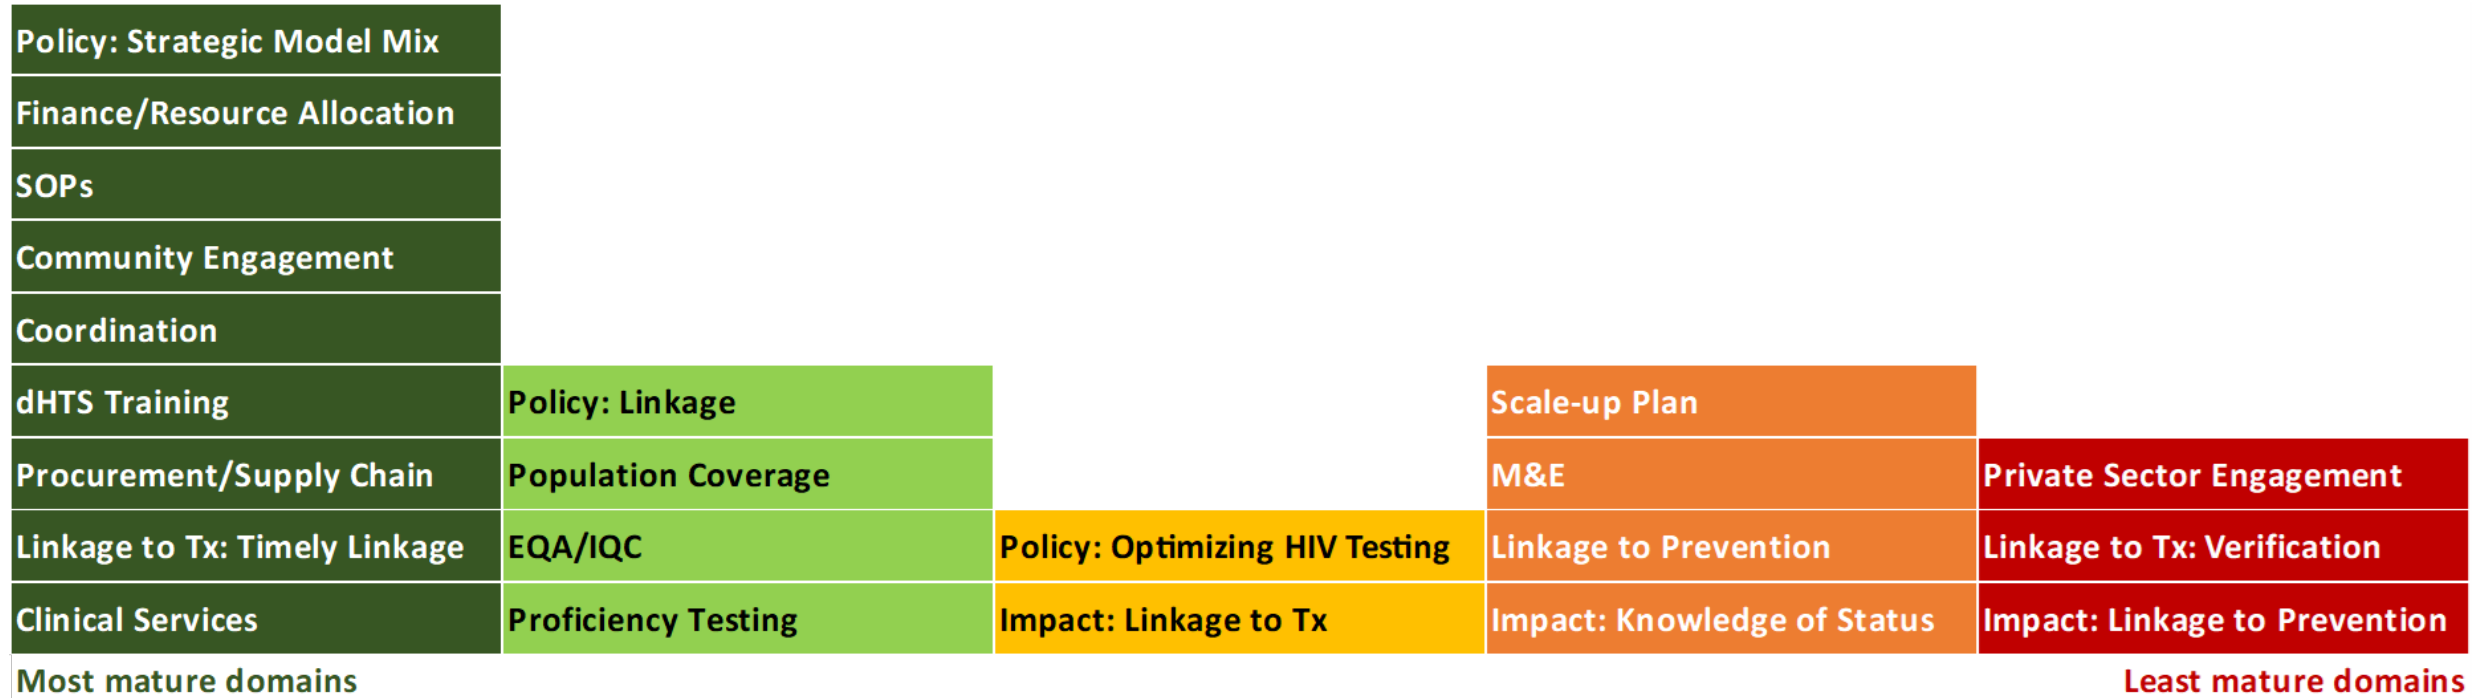 Policy: Strategic Model Mix
Finance/Resource Allocation
SOPs
Community Engagement
Coordination
dHTS Training
Procurement/Supply Chain
Linkage to Tx: Timely Linkage
Clinical Services
Policy: Linkage
Population Coverage
EQA/IQC
Proficiency Testing
Policy: Optimizing HIV Testing
Impact: Linkage to Tx
Scale-up Plan
M&E
Linkage to Prevention
Impact: Knowledge of Status
Private Sector Engagement
Linkage to Tx: Verification
Impact: Linkage to Prevention
Most mature domains
Least mature domains